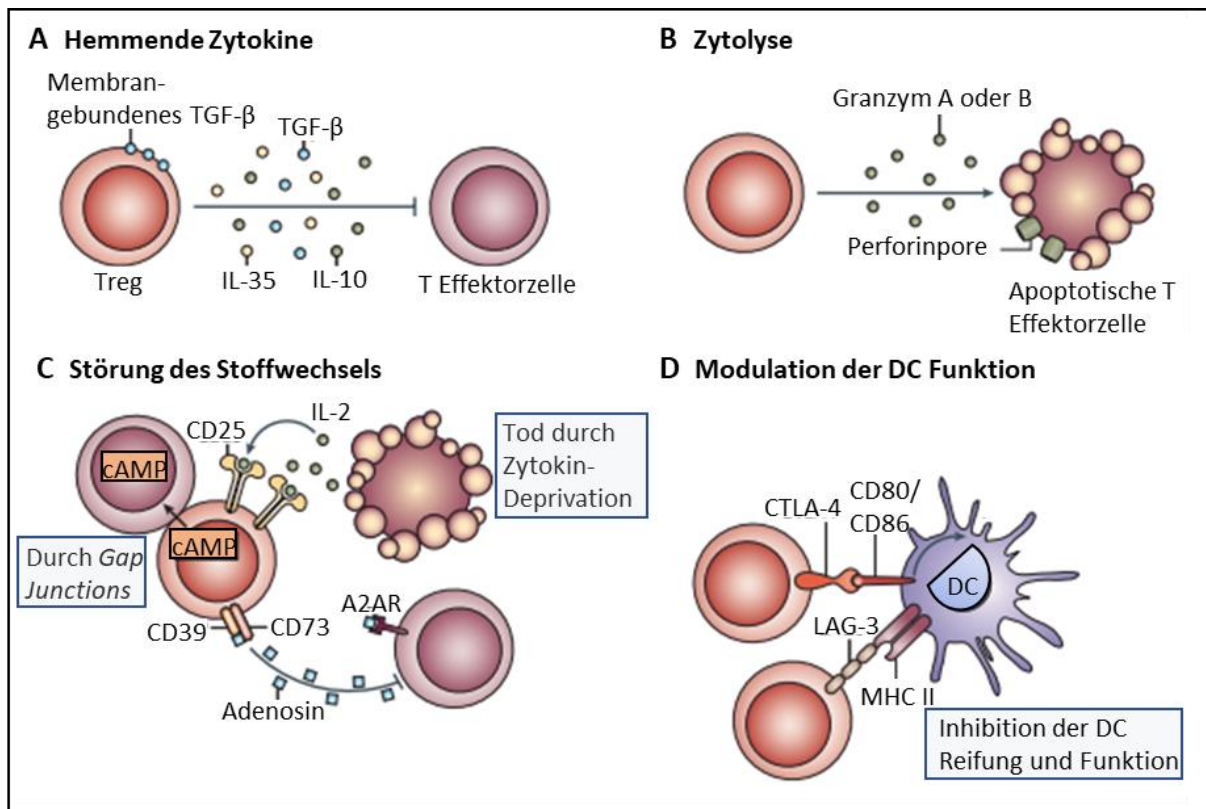 A Hemmende Zytokine
Membran-
gebundenes TGF-β
TGF-β
Treg
IL-35
IL-10
T Effektorzelle
B Zytolyse
Granzym A oder B
Perforinpore
Apoptotische T
Effektorzelle
C Störung des Stoffwechsels
IL-2
CD25
cAMP
cAMP
Tod durch
Zytokin-
Deprivation
Durch Gap
Junctions
CD39
CD73
A2AR
Adenosin
D Modulation der DC Funktion
CTLA-4
CD80/
CD86
DC
LAG-3
MHC II
Inhibition der DC
Reifung und Funktion